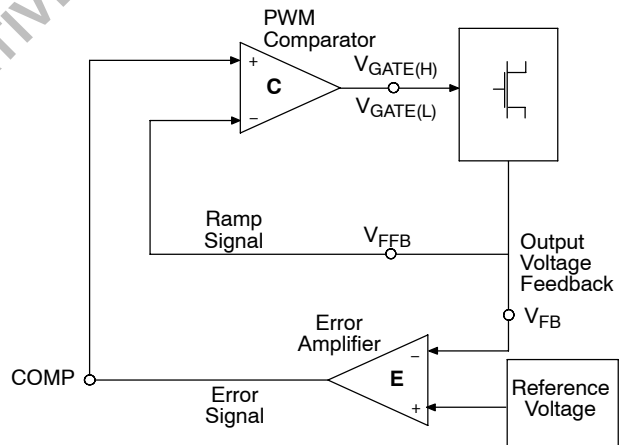 PWM
Comparator
+
C
−
VGATE(H)
VGATE(L)
Ramp
Signal
VFFB
Output
Voltage
Feedback
VFB
Error
Amplifier
−
E
+
COMP
Error
Signal
Reference
Voltage